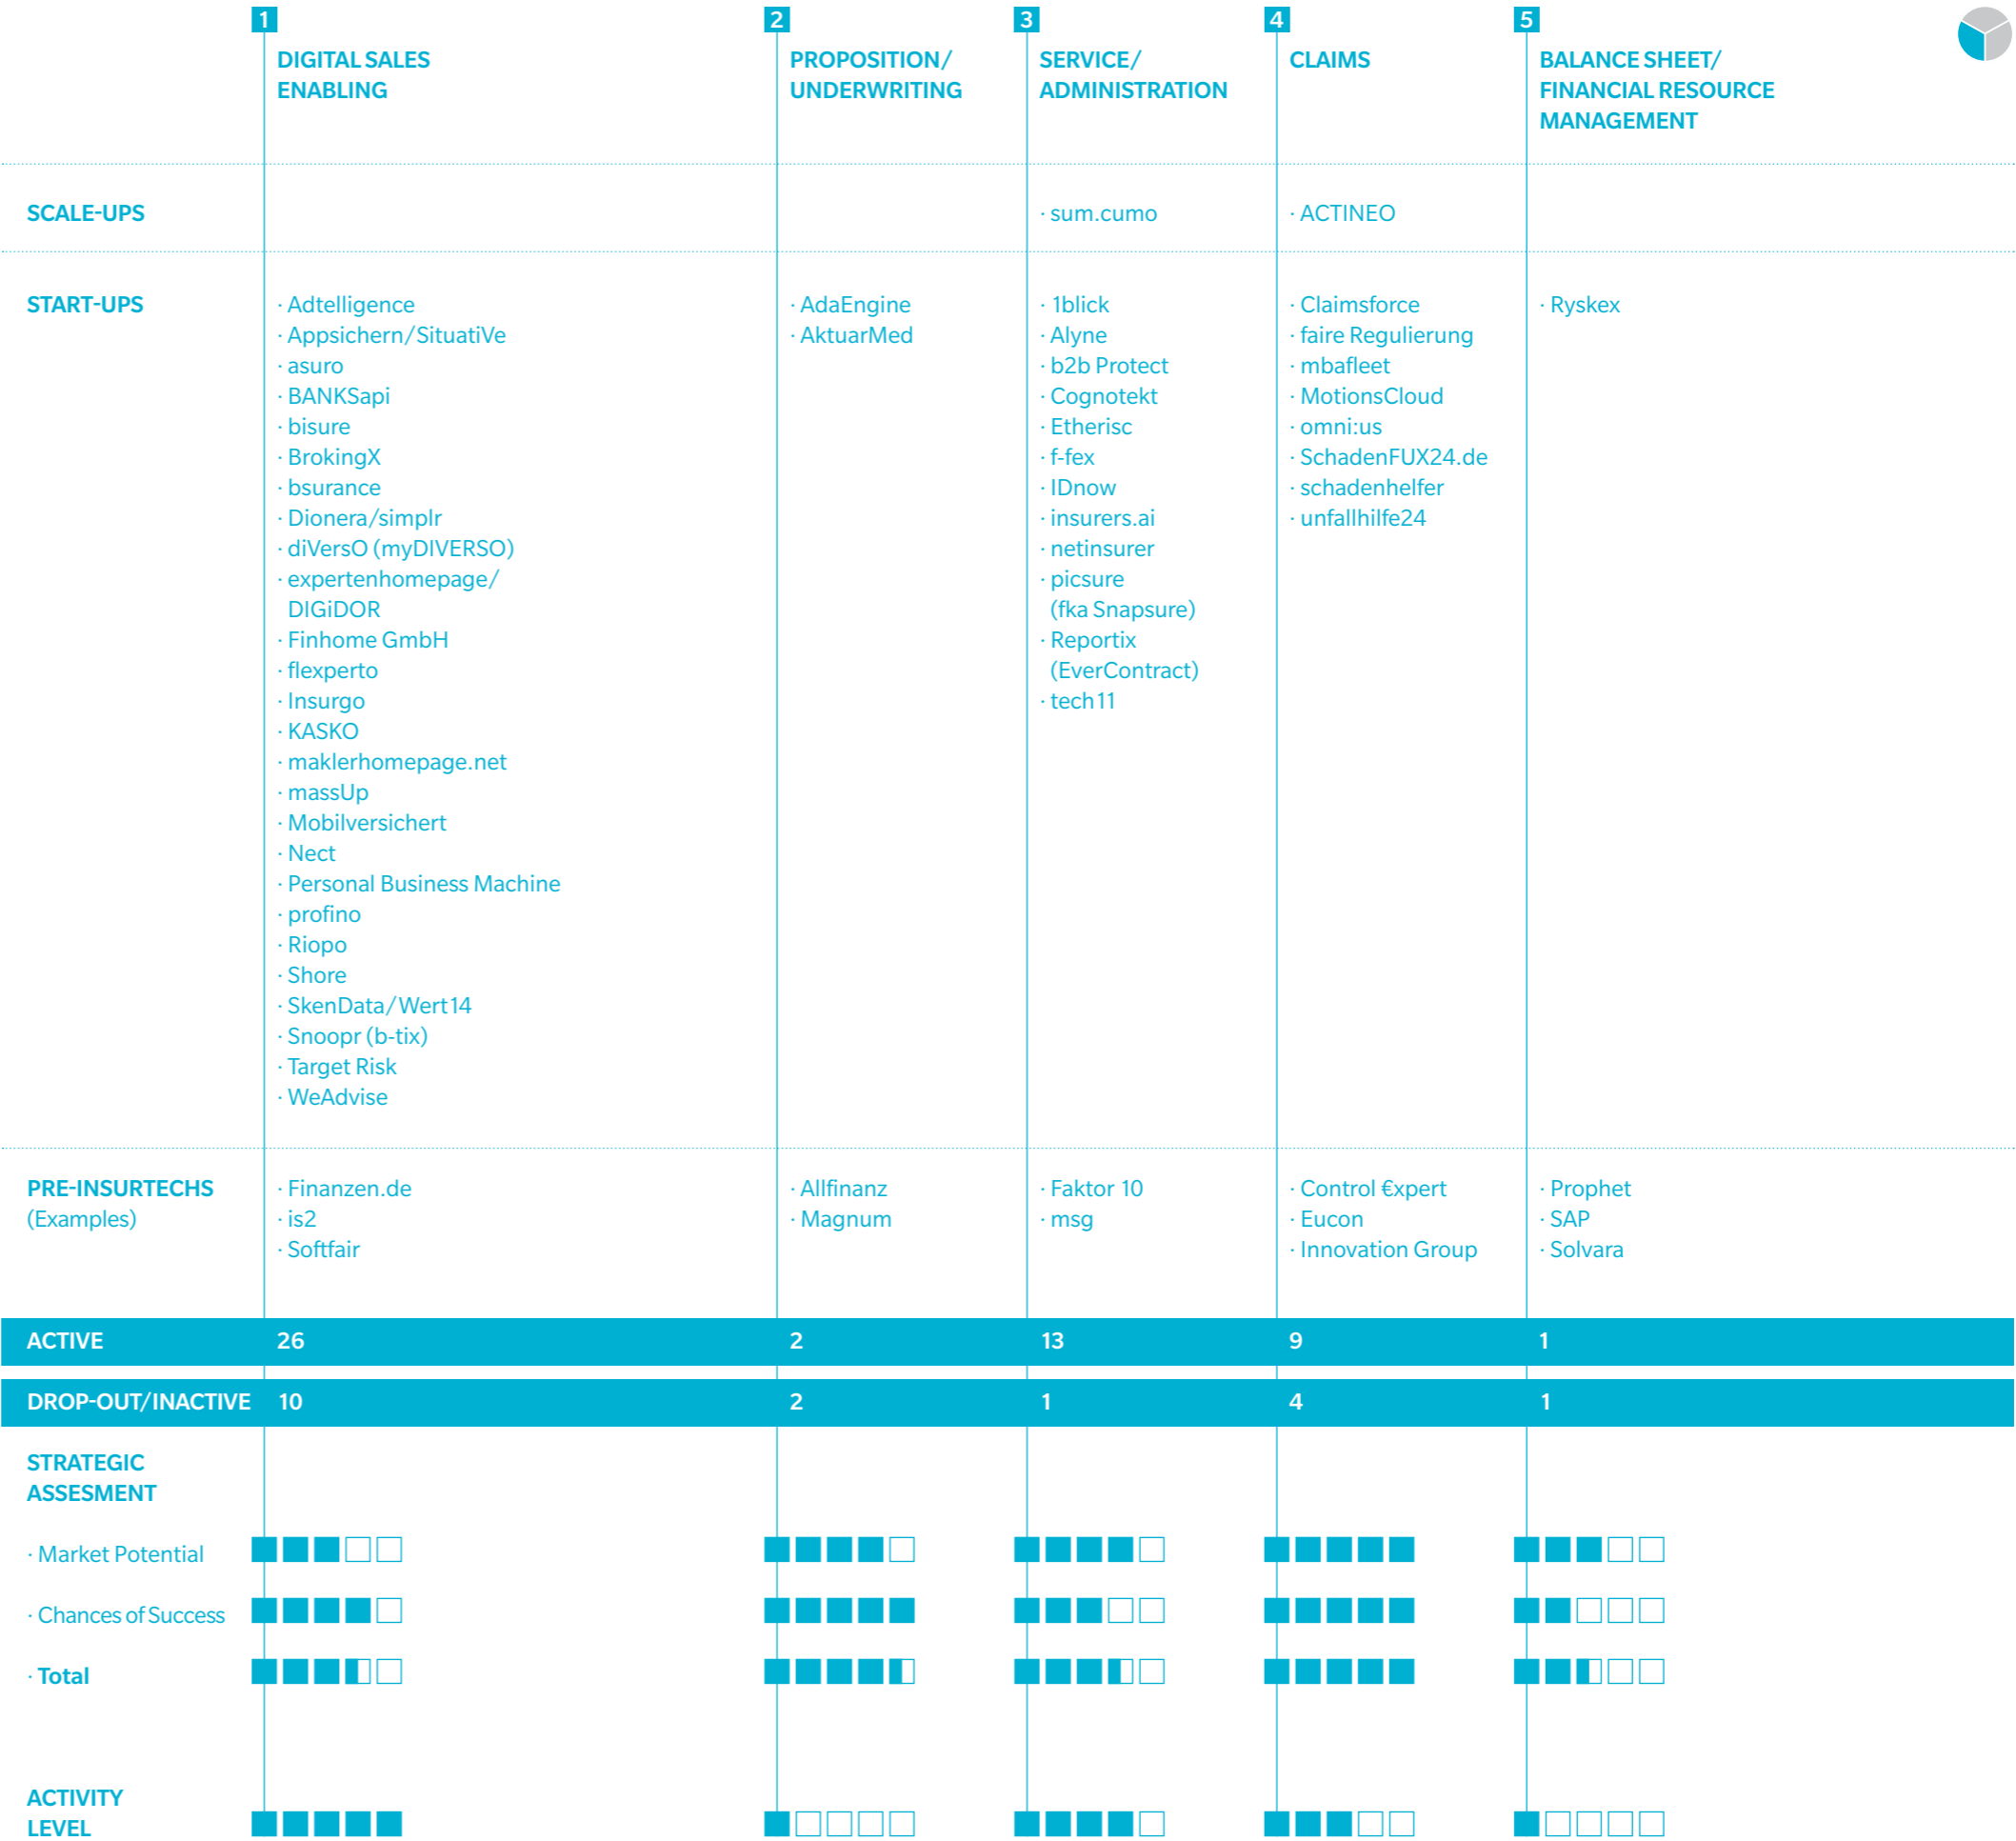 1
2
3
4
5
DIGITAL SALES
ENABLING
PROPOSITION/
UNDERWRITING
SERVICE/
ADMINISTRATION
CLAIMS
BALANCE SHEET/
FINANCIAL RESOURCE
MANAGEMENT
SCALE-UPS
· sum.cumo
· ACTINEO
START-UPS
· Adtelligence
· Appsichern/SituatiVe
· asuro
· BANKSapi
· bisure
· BrokingX
· bsurance
· Dionera/simplr
· diVersO (myDIVERSO)
· expertenhomepage/
DIGiDOR
· Finhome GmbH
· flexperto
· Insurgo
· KASKO
· maklerhomepage.net
· massUp
· Mobilversichert
· Nect
· Personal Business Machine
· profino
· Riopo
· Shore
· SkenData/Wert14
· Snoopr (b-tix)
· Target Risk
· WeAdvise
· AdaEngine
· AktuarMed
· 1blick
· Alyne
· b2b Protect
· Cognotekt
· Etherisc
· f-fex
· IDnow
· insurers.ai
· netinsurer
· picsure
(fka Snapsure)
· Reportix
(EverContract)
· tech11
· Claimsforce
· faire Regulierung
· mbafleet
· MotionsCloud
· omni:us
· SchadenFUX24.de
· schadenhelfer
· unfallhilfe24
· Ryskex
PRE-INSURTECHS
(Examples)
· Finanzen.de
· is2
· Softfair
· Allfinanz
· Magnum
· Faktor 10
· msg
· Control €xpert
· Eucon
· Innovation Group
· Prophet
· SAP
· Solvara
ACTIVE 26 2 13 9 1
DROP-OUT/INACTIVE 10 2 1 4 1
STRATEGIC
ASSESMENT
· Market Potential
· Chances of Success
· Total
ACTIVITY
LEVEL